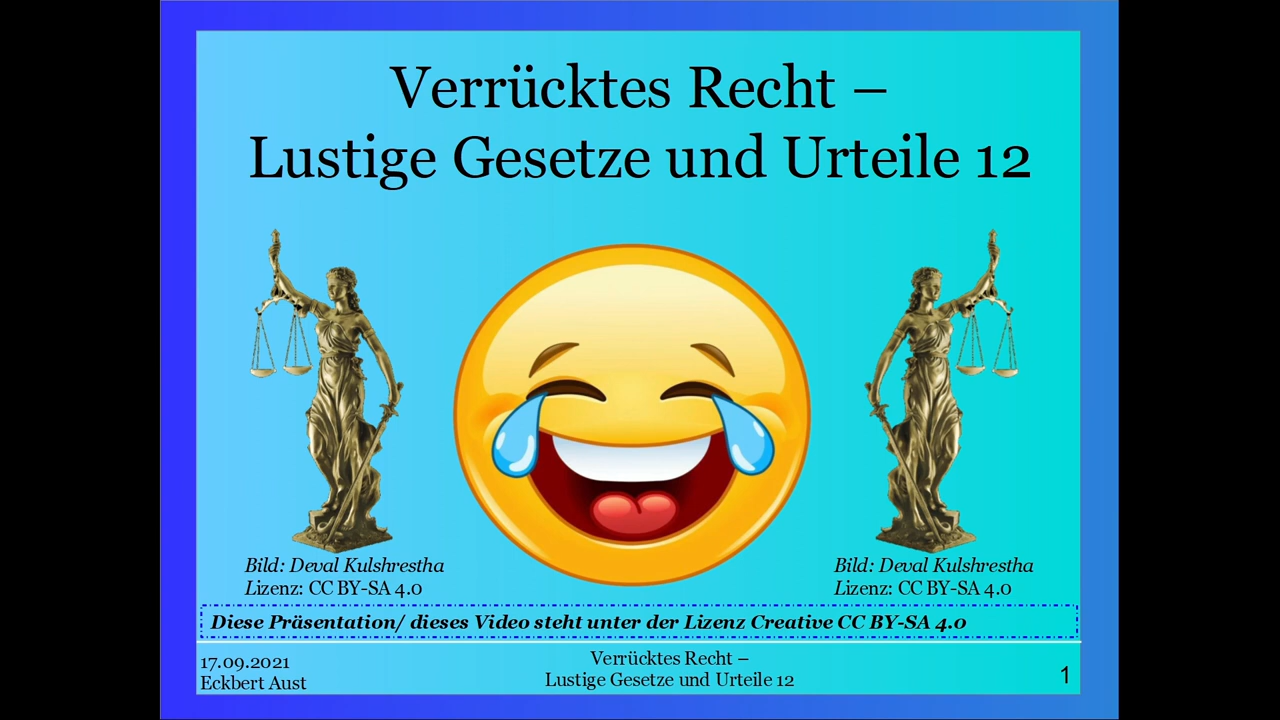 Verrücktes Recht –
Lustige Gesetze und Urteile 12
Bild: Deval Kulshrestha
Lizenz: CC BY-SA 4.0
Bild: Deval Kulshrestha
Lizenz: CC BY-SA 4.0
Diese Präsentation/ dieses Video steht unter der Lizenz Creative CC BY-SA 4.0
17.09.2021
Eckbert Aust
Verrücktes Recht –
Lustige Gesetze und Urteile 12
1